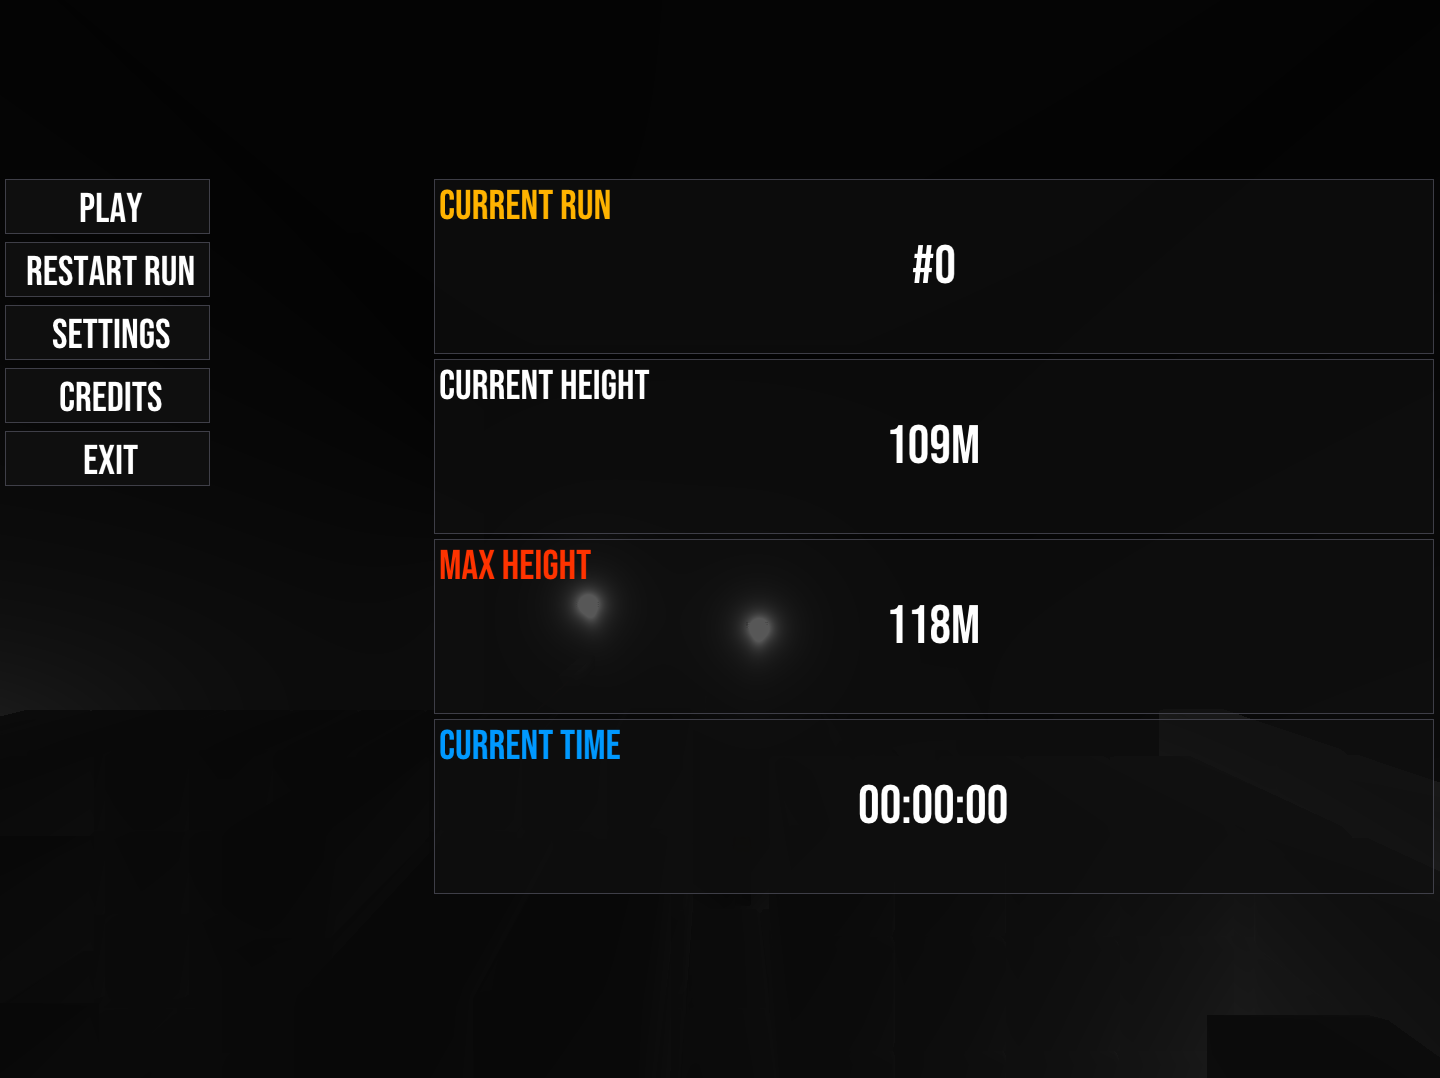 PLAY
RESTART RUN
SETTINGS
CREDITS
EXIT
CURRENT RUN
#0
CURRENT HEIGHT
109M
MAX HEIGHT
118M
CURRENT TIME
00:00:00